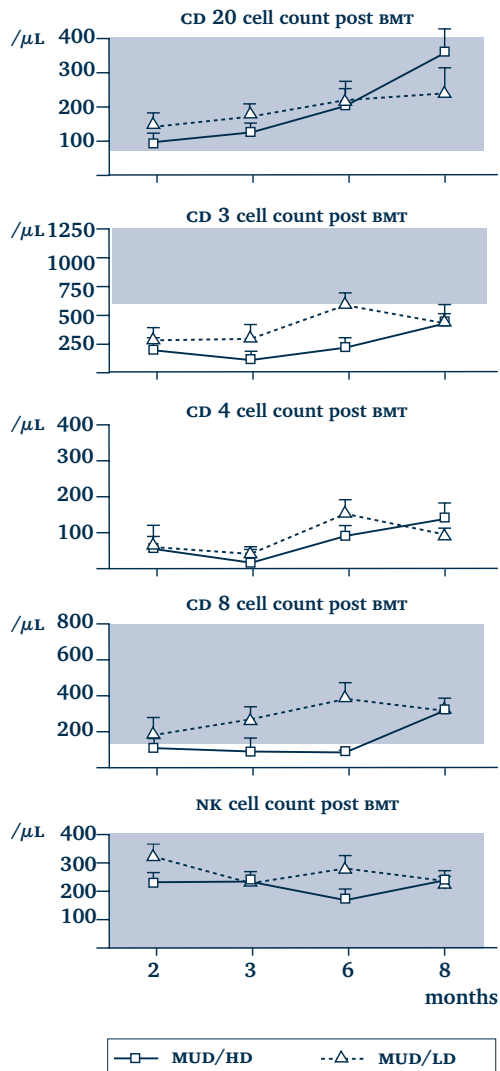 CD 20 cell count post BMT
/μL 400
300
200
100
CD 3 cell count post BMT
/μL 1250
1000
750
500
250
CD 4 cell count post BMT
/μL 400
300
200
100
CD 8 cell count post BMT
/μL 800
600
400
200
NK cell count post BMT
/μL 400
300
200
100
2 3 6 8
months
MUD/HD MUD/LD